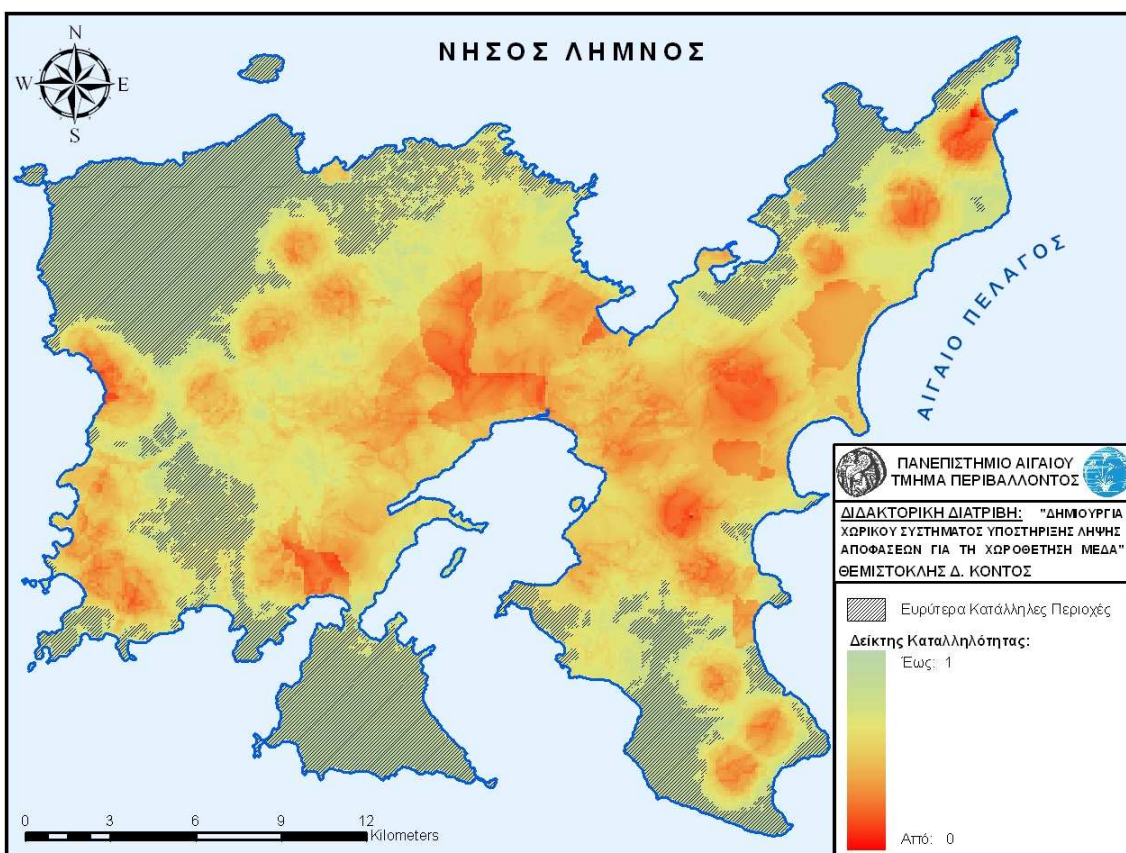 ΝΗΣΟΣ ΛΗΜΝΟΣ
N
W E
S
ΑΙΓΑΙΟ ΠΕΛΑΓΟΣ
ΠΑΝΕΠΙΣΤΗΜΙΟ ΑΙΓΑΙΟΥ
ΤΜΗΜΑ ΠΕΡΙΒΑΛΛΟΝΤΟΣ
ΔΙΔΑΚΤΟΡΙΚΗ ΔΙΑΤΡΙΒΗ: "ΔΗΜΙΟΥΡΓΙΑ
ΧΩΡΙΚΟΥ ΣΥΣΤΗΜΑΤΟΣ ΥΠΟΣΤΗΡΙΞΗΣ ΛΗΨΗΣ
ΑΠΟΦΑΣΕΩΝ ΓΙΑ ΤΗ ΧΩΡΟΘΕΤΗΣΗ ΜΕΔΑ"
ΘΕΜΙΣΤΟΚΛΗΣ Δ. ΚΟΝΤΟΣ
Ευρύτερα Κατάλληλες Περιοχές
Δείκτης Καταλληλότητας:
Έως: 1
Από: 0
0 3 6 9 12
Kilometers